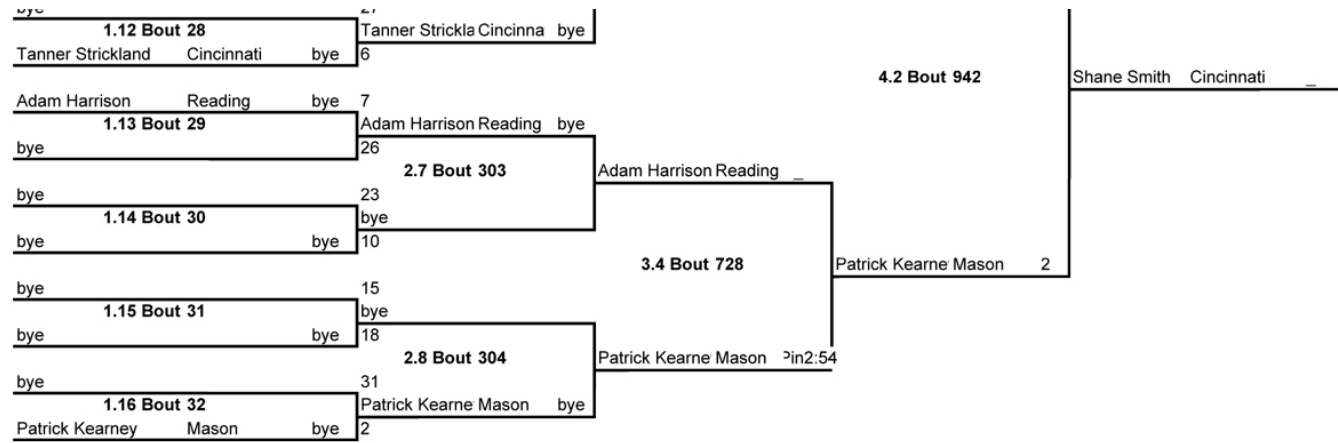 bye 27
1.12 Bout 28 Tanner Strickla Cincinna bye
Tanner Strickland Cincinnati bye 6
4.2 Bout 942 Shane Smith Cincinnati _
Adam Harrison Reading bye 7
1.13 Bout 29 Adam Harrison Reading bye
bye 26
2.7 Bout 303 Adam Harrison Reading _
bye 23
1.14 Bout 30 bye
bye bye 10
3.4 Bout 728 Patrick Kearne Mason 2
bye 15
1.15 Bout 31 bye
bye bye 18
2.8 Bout 304 Patrick Kearne Mason Pin2:54
bye 31
1.16 Bout 32 Patrick Kearne Mason bye
Patrick Kearney Mason bye 2